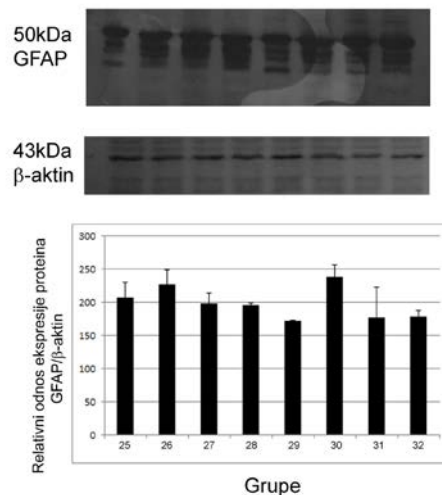 50kDa
GFAP
43kDa
β-aktin
Relativni odnos ekspresije proteina
GFAP/β-aktin
300
250
200
150
100
50
0
25 26 27 28 29 30 31 32
Grupe